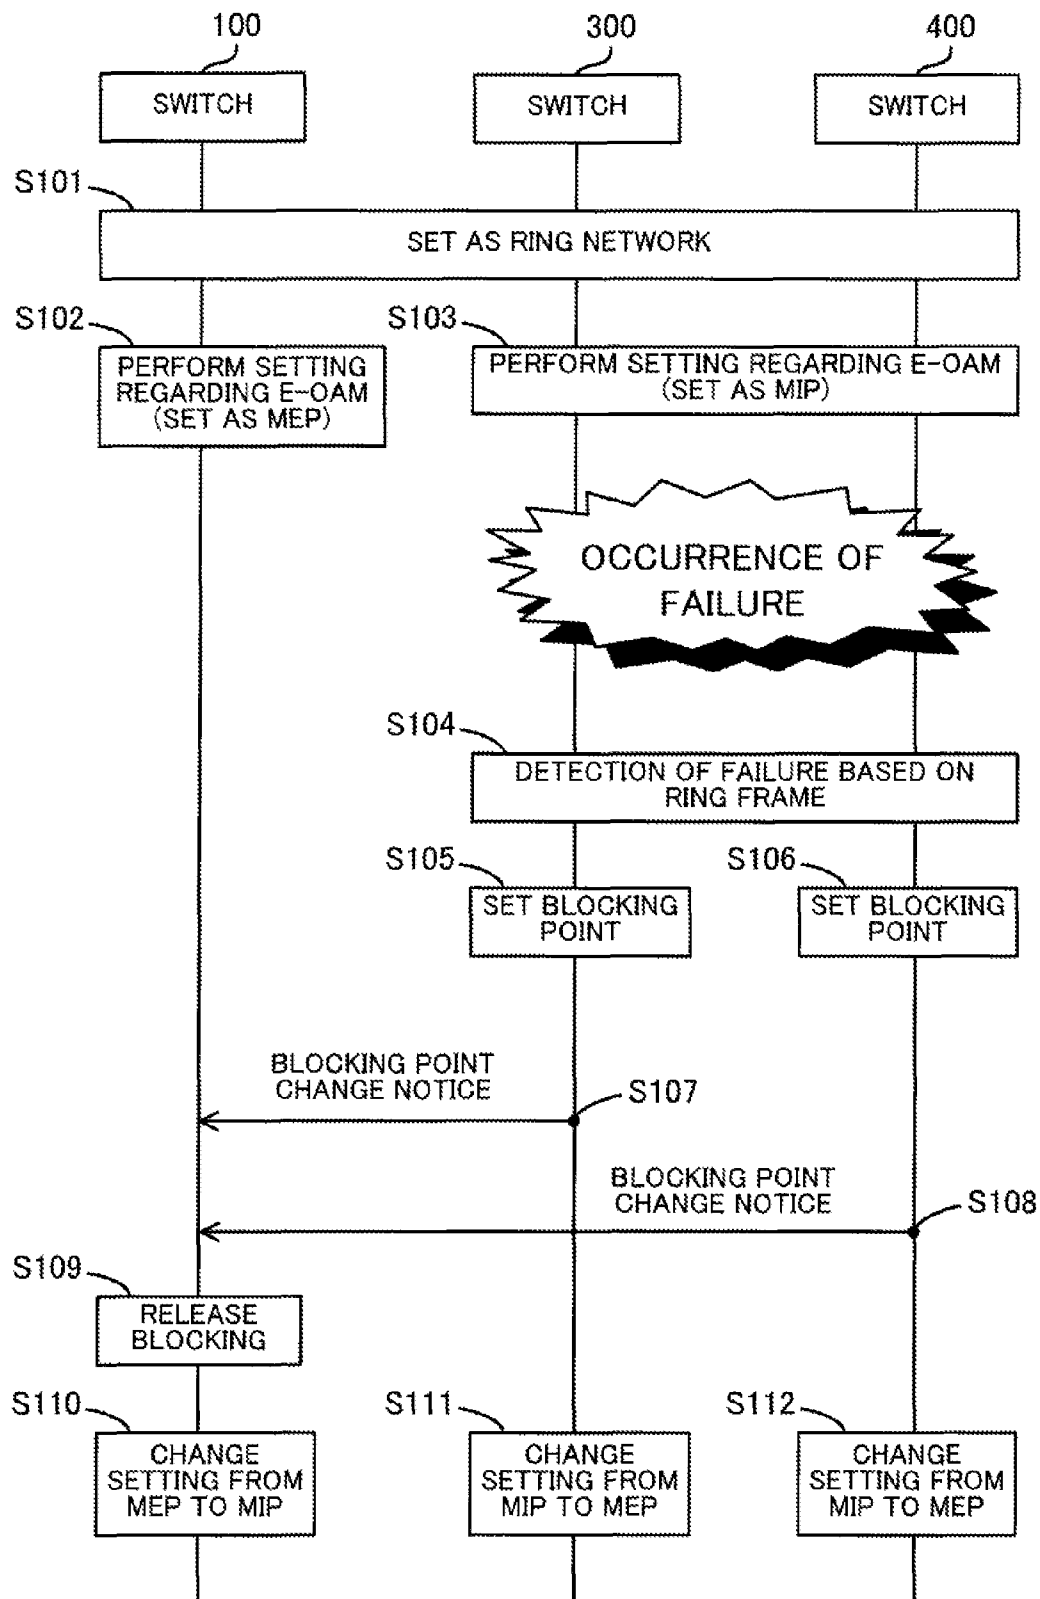 100
300
400
SWITCH
SWITCH
SWITCH
S101
SET AS RING NETWORK
S102
S103
PERFORM SETTING
REGARDING E-OAM
(SET AS MEP)
PERFORM SETTING REGARDING E-OAM
(SET AS MIP)
OCCURRENCE OF
FAILURE
S104
DETECTION OF FAILURE BASED ON
RING FRAME
S105
S106
SET BLOCKING
POINT
SET BLOCKING
POINT
BLOCKING POINT
CHANGE NOTICE
S107
BLOCKING POINT
CHANGE NOTICE
S108
S109
RELEASE
BLOCKING
S110
S111
S112
CHANGE
SETTING FROM
MEP TO MIP
CHANGE
SETTING FROM
MIP TO MEP
CHANGE
SETTING FROM
MIP TO MEP